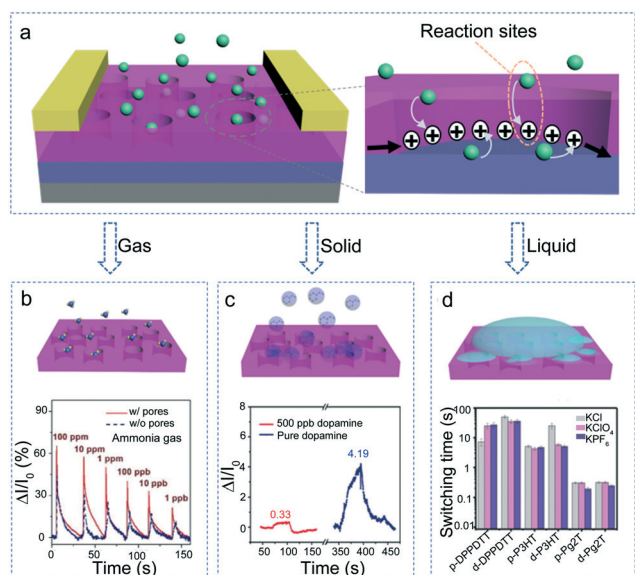 a
Reaction sites
Gas
Solid
Liquid
b
w/ pores
w/o pores
Ammonia gas
100 ppm
10 ppm
1 ppm
100 ppb
10 ppb
1 ppb
90
60
30
0
ΔI/I0 (%)
0 50 100 150
Time (s)
c
500 ppb dopamine
Pure dopamine
4.19
0.33
8
6
4
2
0
-2
ΔI/I0
50 100 150 350 400 450
Time (s)
d
KCl
KClO4
KPF6
100
10
1
0.1
0.01
Switching time (s)
p-DPPDTT
d-DPPDTT
p-P3HT
d-P3HT
p-Pg2T
d-Pg2T